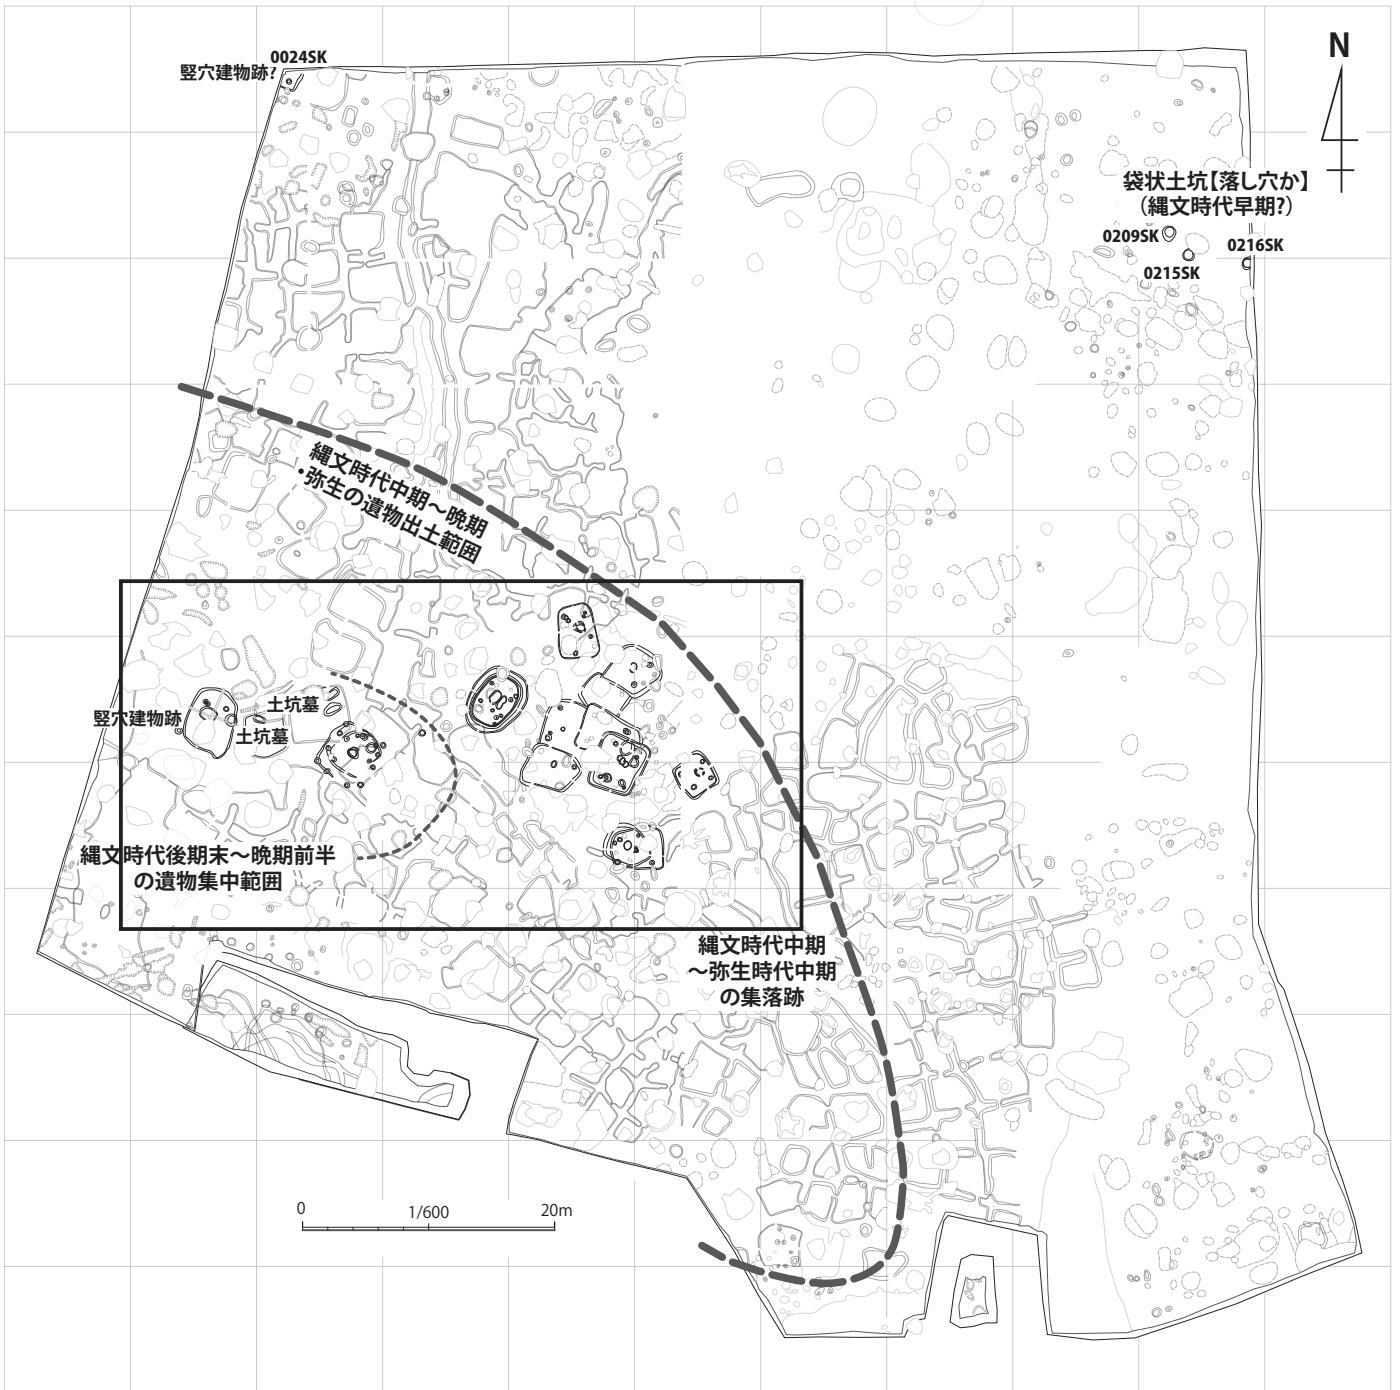 0024SK
竪穴建物跡?
N
袋状土坑【落し穴か】
（縄文時代早期?）
0209SK
0216SK
0215SK
縄文時代中期～晩期
・弥生の遺物出土範囲
土坑墓
竪穴建物跡
土坑墓
縄文時代後期末～晩期前半
の遺物集中範囲
縄文時代中期
～弥生時代中期
の集落跡
0 1/600 20m